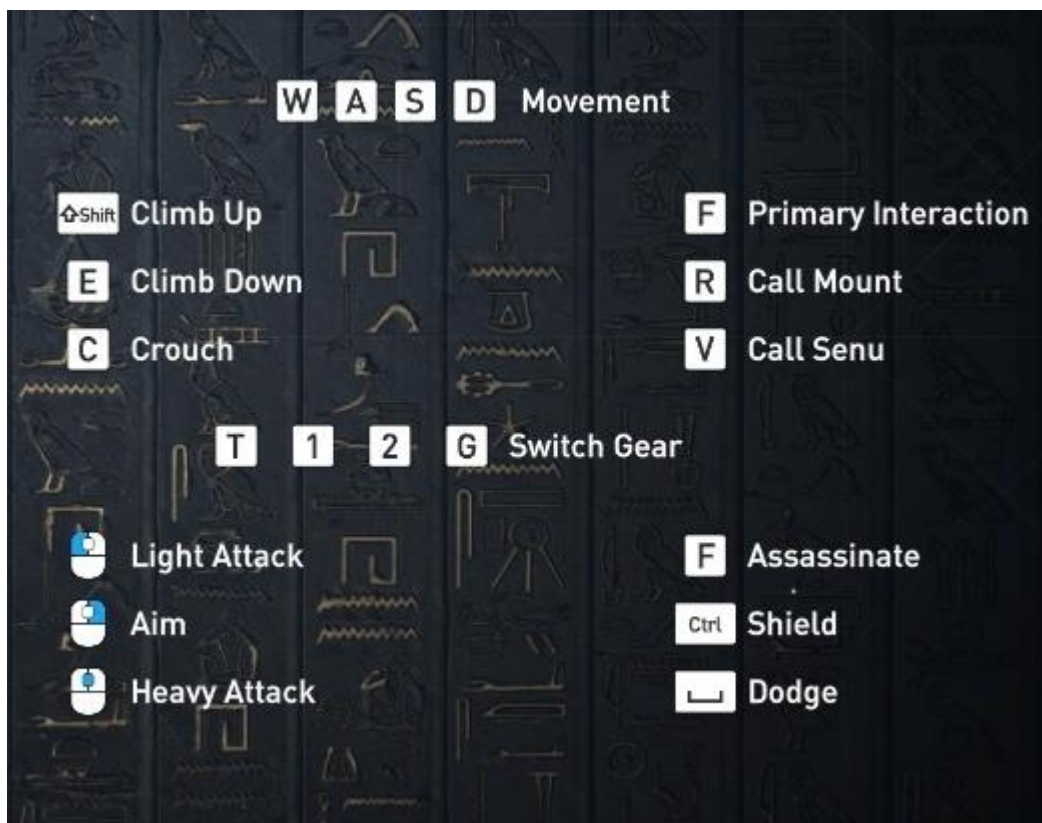 W A S D Movement
Shift Climb Up
F Primary Interaction
E Climb Down
R Call Mount
C Crouch
V Call Senu
T 1 2 G Switch Gear
Light Attack
F Assassinate
Aim
Ctrl Shield
Heavy Attack
Dodge